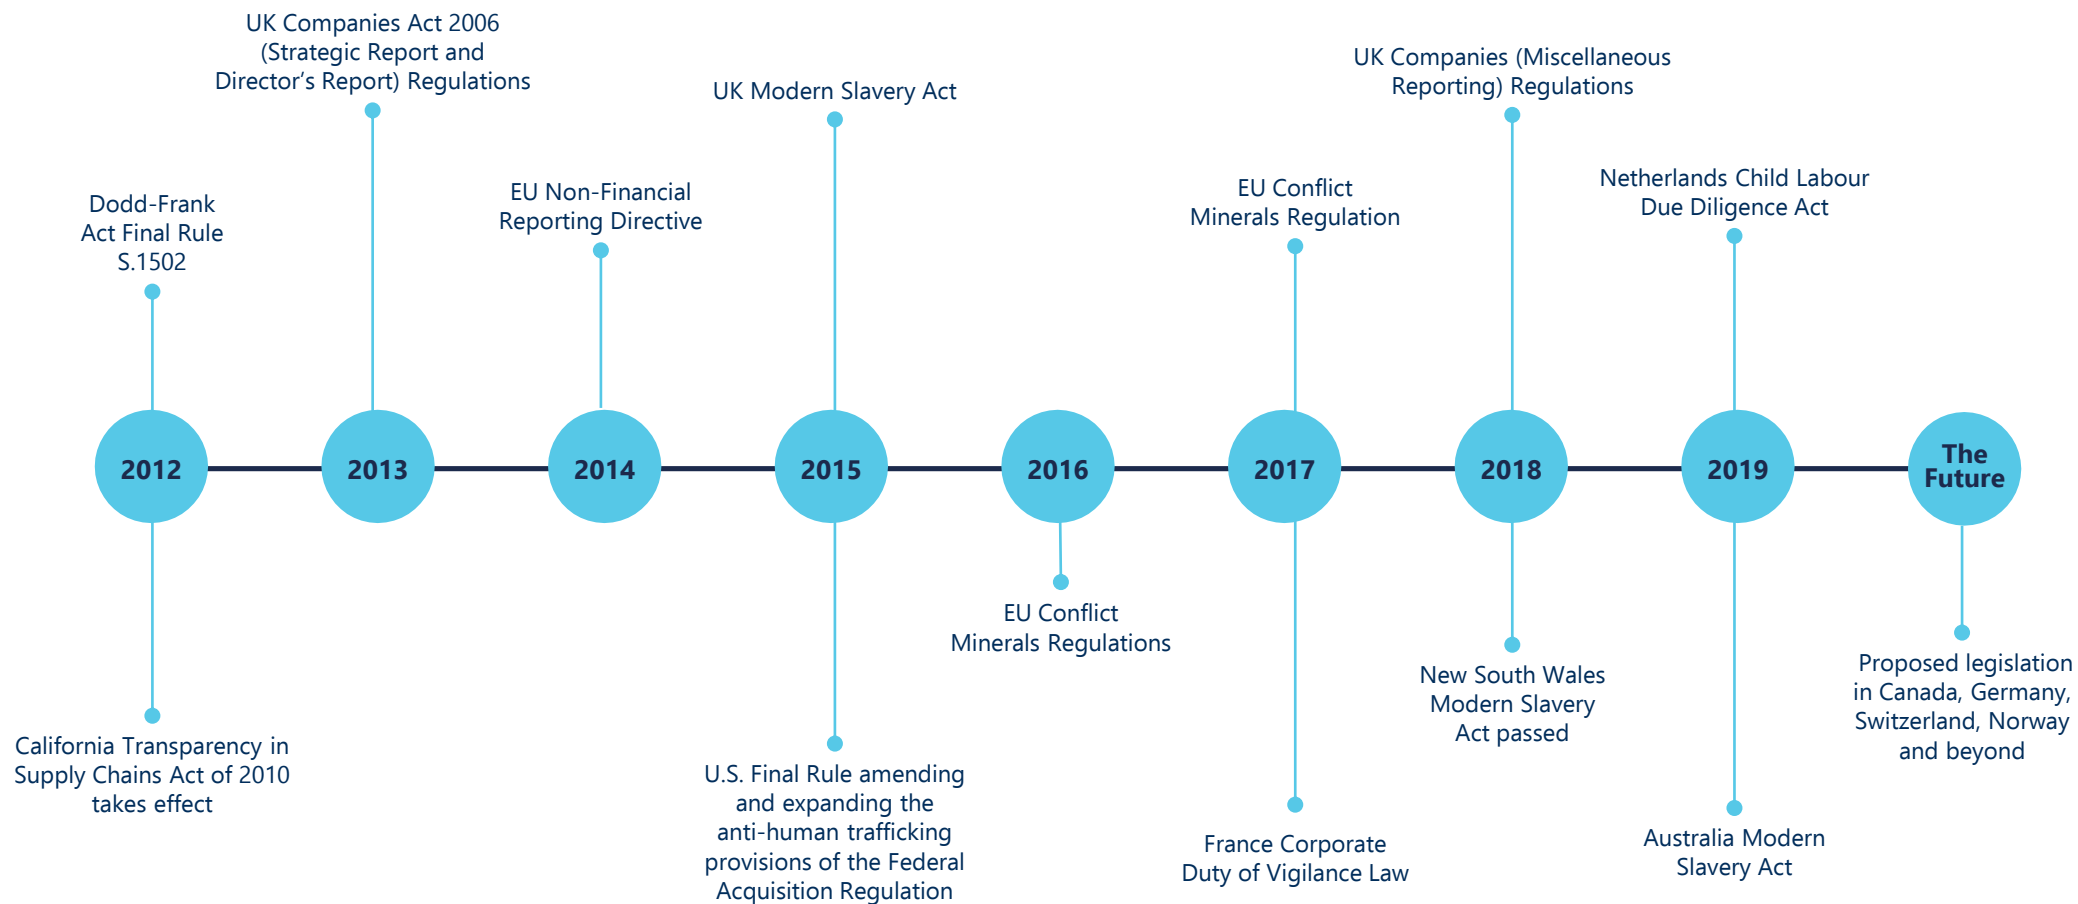 UK Companies Act 2006
(Strategic Report and
Director’s Report) Regulations
UK Modern Slavery Act
UK Companies (Miscellaneous
Reporting) Regulations
Dodd-Frank
Act Final Rule
S.1502
EU Non-Financial
Reporting Directive
EU Conflict
Minerals Regulation
Netherlands Child Labour
Due Diligence Act
2012
2013
2014
2015
2016
2017
2018
2019
The
Future
California Transparency in
Supply Chains Act of 2010
takes effect
U.S. Final Rule amending
and expanding the
anti-human trafficking
provisions of the Federal
Acquisition Regulation
EU Conflict
Minerals Regulations
France Corporate
Duty of Vigilance Law
New South Wales
Modern Slavery
Act passed
Australia Modern
Slavery Act
Proposed legislation
in Canada, Germany,
Switzerland, Norway
and beyond